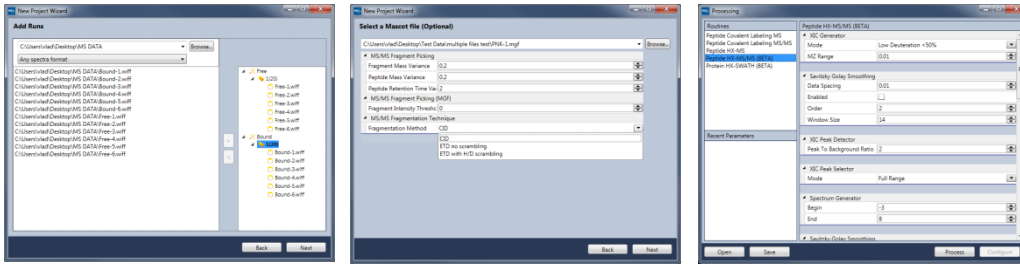 New Project Wizard
Add Runs
C:\Users\vlad\Desktop\MS DATA
Browse...
Any spectra format
C:\Users\vlad\Desktop\MS DATA\Bound-1.wiff
C:\Users\vlad\Desktop\MS DATA\Bound-2.wiff
C:\Users\vlad\Desktop\MS DATA\Bound-3.wiff
C:\Users\vlad\Desktop\MS DATA\Bound-4.wiff
C:\Users\vlad\Desktop\MS DATA\Bound-5.wiff
C:\Users\vlad\Desktop\MS DATA\Bound-6.wiff
C:\Users\vlad\Desktop\MS DATA\Free-1.wiff
C:\Users\vlad\Desktop\MS DATA\Free-2.wiff
C:\Users\vlad\Desktop\MS DATA\Free-3.wiff
C:\Users\vlad\Desktop\MS DATA\Free-4.wiff
C:\Users\vlad\Desktop\MS DATA\Free-5.wiff
C:\Users\vlad\Desktop\MS DATA\Free-6.wiff
Free
1(20)
Free-1.wiff
Free-2.wiff
Free-3.wiff
Free-4.wiff
Free-5.wiff
Free-6.wiff
Bound
1(20)
Bound-1.wiff
Bound-2.wiff
Bound-3.wiff
Bound-4.wiff
Bound-5.wiff
Bound-6.wiff
Back Next
New Project Wizard
Select a Mascot file (Optional)
C:\Users\vlad\Desktop\Test Data\multiple files test\PNK-1.mgf
Browse...
MS/MS Fragment Picking
Fragment Mass Variance 0.2
Peptide Mass Variance 0.2
Peptide Retention Time Var 2
MS/MS Fragment Picking (MGF)
Fragment Intensity Thresho 0
MS/MS Fragmentation Technique
Fragmentation Method CID
CID
ETD no scrambling
ETD with H/D scrambling
Back Next
Processing
Routines
Peptide Covalent Labeling MS
Peptide Covalent Labeling MS/MS
Peptide HX-MS
Peptide HX-MS/MS (BETA)
Protein HX-SWATH (BETA)
Recent Parameters
Peptide HX-MS/MS (BETA)
XIC Generator
Mode Low Deuteration <50%
MZ Range 0.01
Savitsky Golay Smoothing
Data Spacing 0.01
Enabled
Order 2
Window Size 14
XIC Peak Detector
Peak To Background Ratio 2
XIC Peak Selector
Mode Full Range
Spectrum Generator
Begin -3
End 8
Savitsky Golay Smoothing
Open Save Process Configure